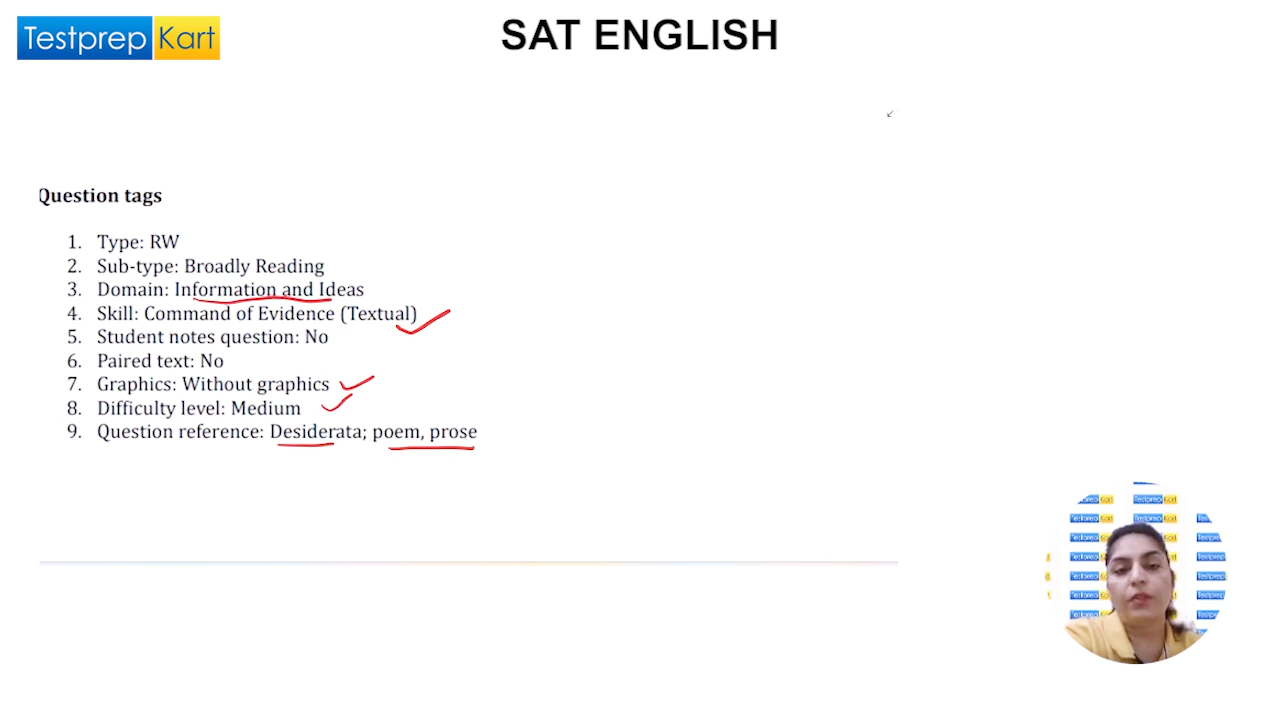 Testprep Kart
SAT ENGLISH
Question tags
1. Type: RW
2. Sub-type: Broadly Reading
3. Domain: Information and Ideas
4. Skill: Command of Evidence (Textual)
5. Student notes question: No
6. Paired text: No
7. Graphics: Without graphics
8. Difficulty level: Medium
9. Question reference: Desiderata; poem, prose